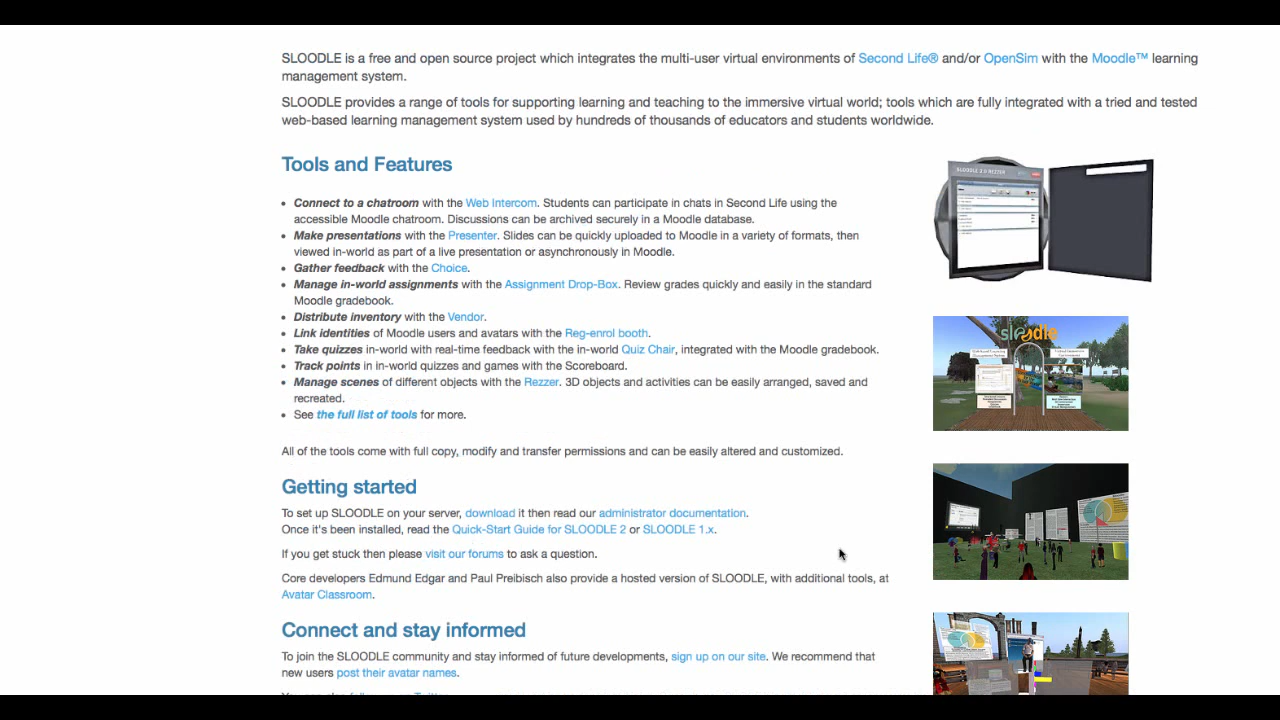 SLOODLE is a free and open source project which integrates the multi-user virtual environments of Second Life® and/or OpenSim with the Moodle™ learning
management system.
SLOODLE provides a range of tools for supporting learning and teaching to the immersive virtual world; tools which are fully integrated with a tried and tested
web-based learning management system used by hundreds of thousands of educators and students worldwide.
Tools and Features
• Connect to a chatroom with the Web Intercom. Students can participate in chats in Second Life using the
accessible Moodle chatroom. Discussions can be archived securely in a Moodle database.
• Make presentations with the Presenter. Slides can be quickly uploaded to Moodle in a variety of formats, then
viewed in-world as part of a live presentation or asynchronously in Moodle.
• Gather feedback with the Choice.
• Manage in-world assignments with the Assignment Drop-Box. Review grades quickly and easily in the standard
Moodle gradebook.
• Distribute inventory with the Vendor.
• Link identities of Moodle users and avatars with the Reg-enrol booth.
• Take quizzes in-world with real-time feedback with the in-world Quiz Chair, integrated with the Moodle gradebook.
• Track points in in-world quizzes and games with the Scoreboard.
• Manage scenes of different objects with the Rezzer. 3D objects and activities can be easily arranged, saved and
recreated.
• See the full list of tools for more.
All of the tools come with full copy, modify and transfer permissions and can be easily altered and customized.
Getting started
To set up SLOODLE on your server, download it then read our administrator documentation.
Once it's been installed, read the Quick-Start Guide for SLOODLE 2 or SLOODLE 1.x.
If you get stuck then please visit our forums to ask a question.
Core developers Edmund Edgar and Paul Preibisch also provide a hosted version of SLOODLE, with additional tools, at
Avatar Classroom.
Connect and stay informed
To join the SLOODLE community and stay informed of future developments, sign up on our site. We recommend that
new users post their avatar names.
SLOODLE 2.0 REZZER
sloodle